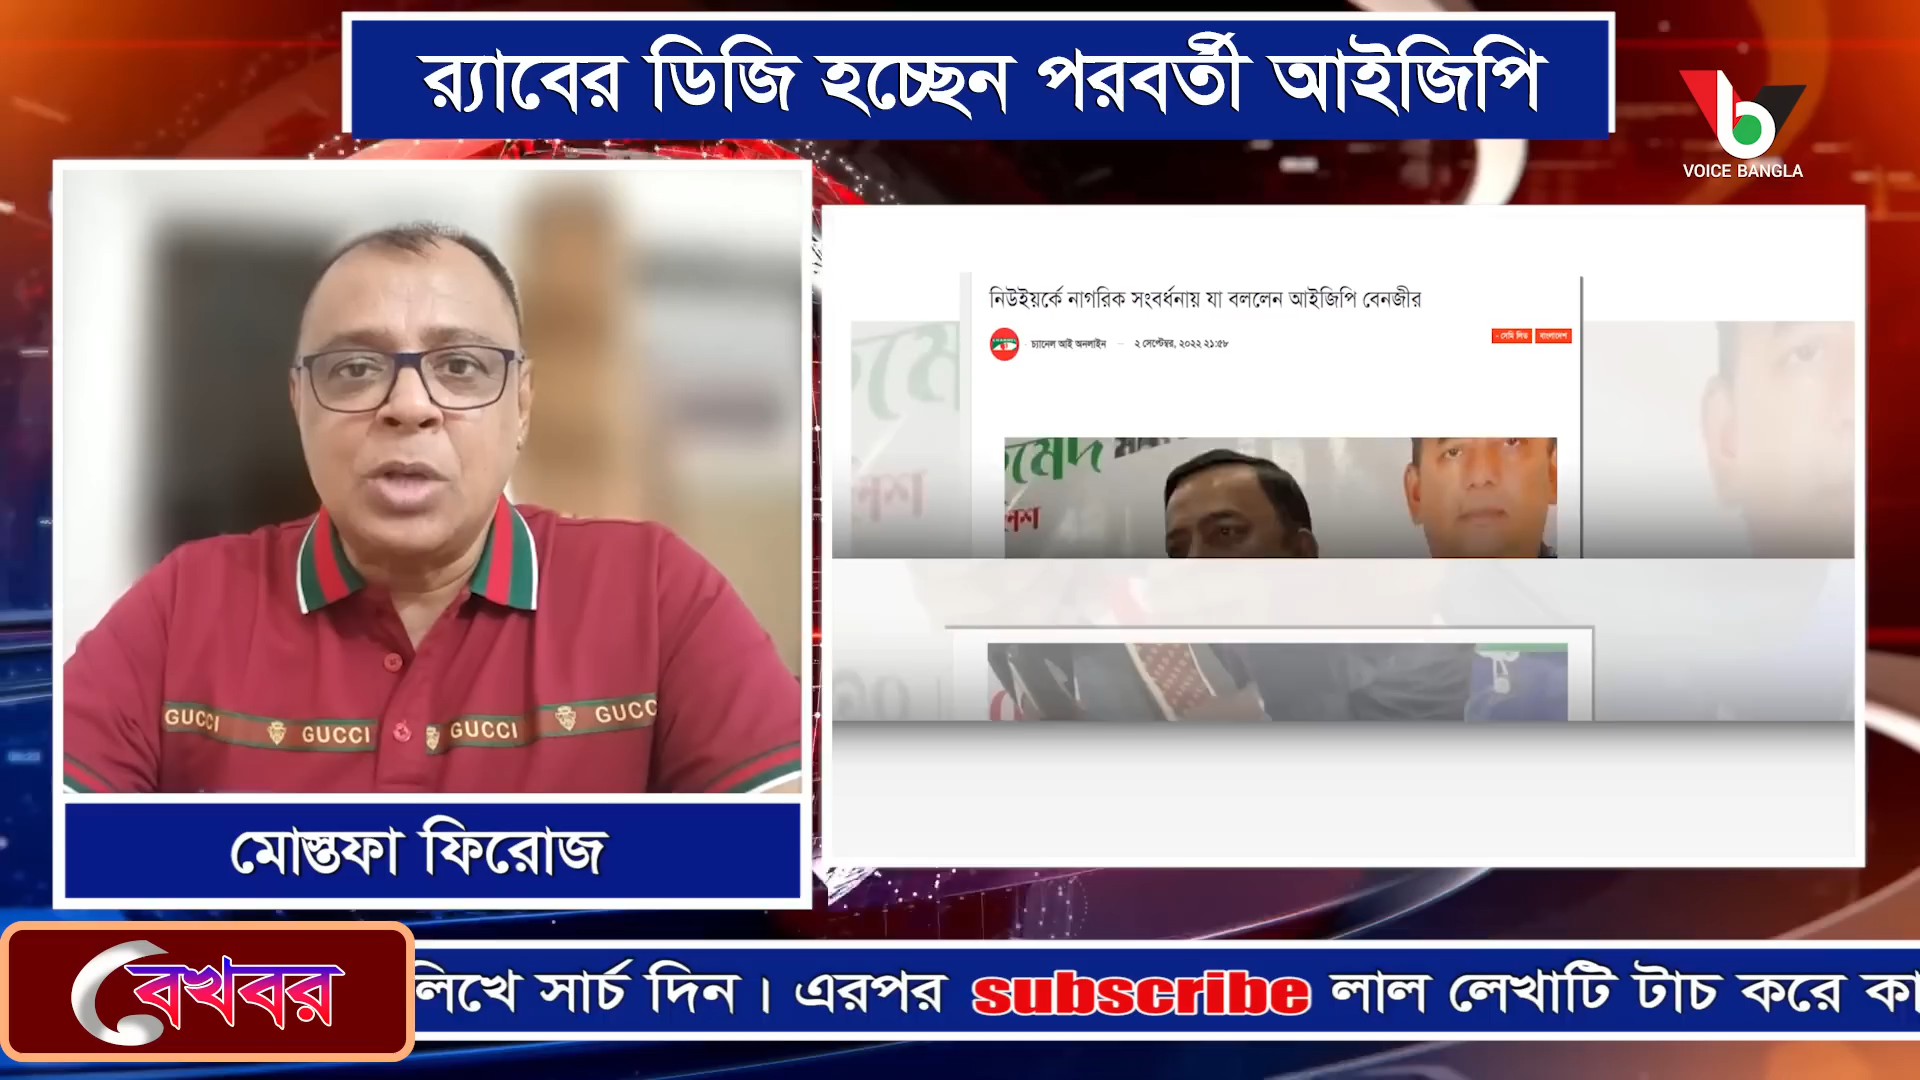 র‍্যাবের ডিজি হচ্ছেন পরবর্তী আইজিপি
VOICE BANGLA
নিউইয়র্কে নাগরিক সংবর্ধনায় যা বললেন আইজিপি বেনজীর
- সেমি লিড বাংলাদেশ
চ্যানেল আই অনলাইন — ২ সেপ্টেম্বর, ২০২২ ২১:৫৮
GUCCI GUCCI GUCCI GUCC
মোস্তফা ফিরোজ
বেখবর
লিখে সার্চ দিন। এরপর subscribe লাল লেখাটি টাচ করে কা